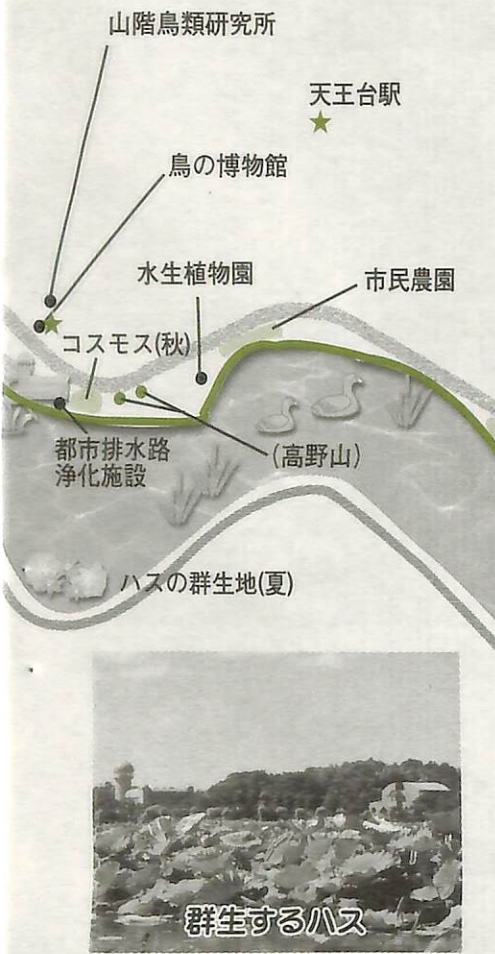 山階鳥類研究所
天王台駅
鳥の博物館
水生植物園
市民農園
コスモス(秋)
都市排水路
浄化施設
(高野山)
ハスの群生地(夏)
群生するハス